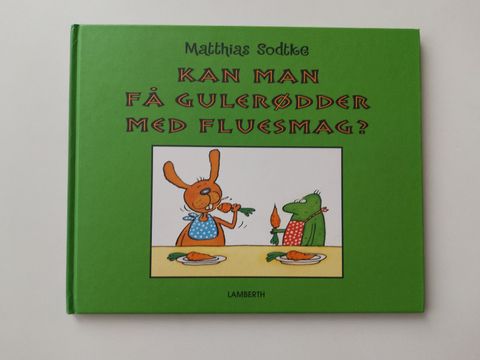 Matthias Sodtke
KAN MAN
FÅ GULERØDDER
MED FLUESMAG?
LAMBERTH